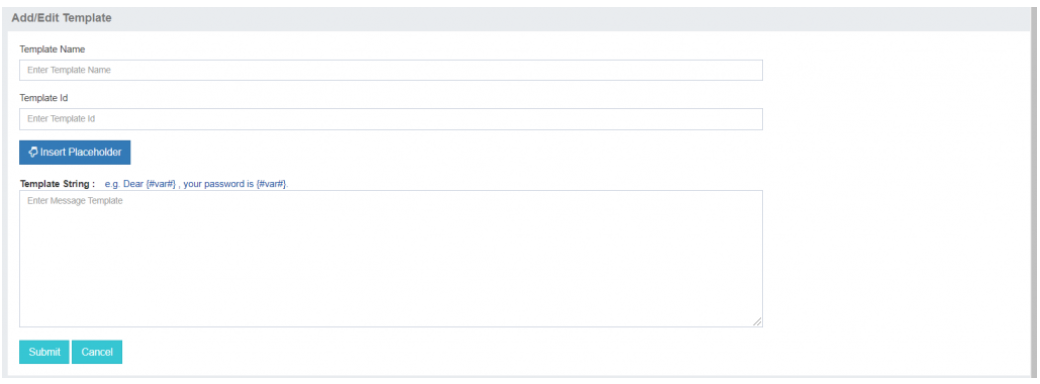 Add/Edit Template
Template Name
Enter Template Name
Template Id
Enter Template Id
Insert Placeholder
Template String : e.g. Dear {#var#} , your password is {#var#}.
Enter Message Template
Submit Cancel